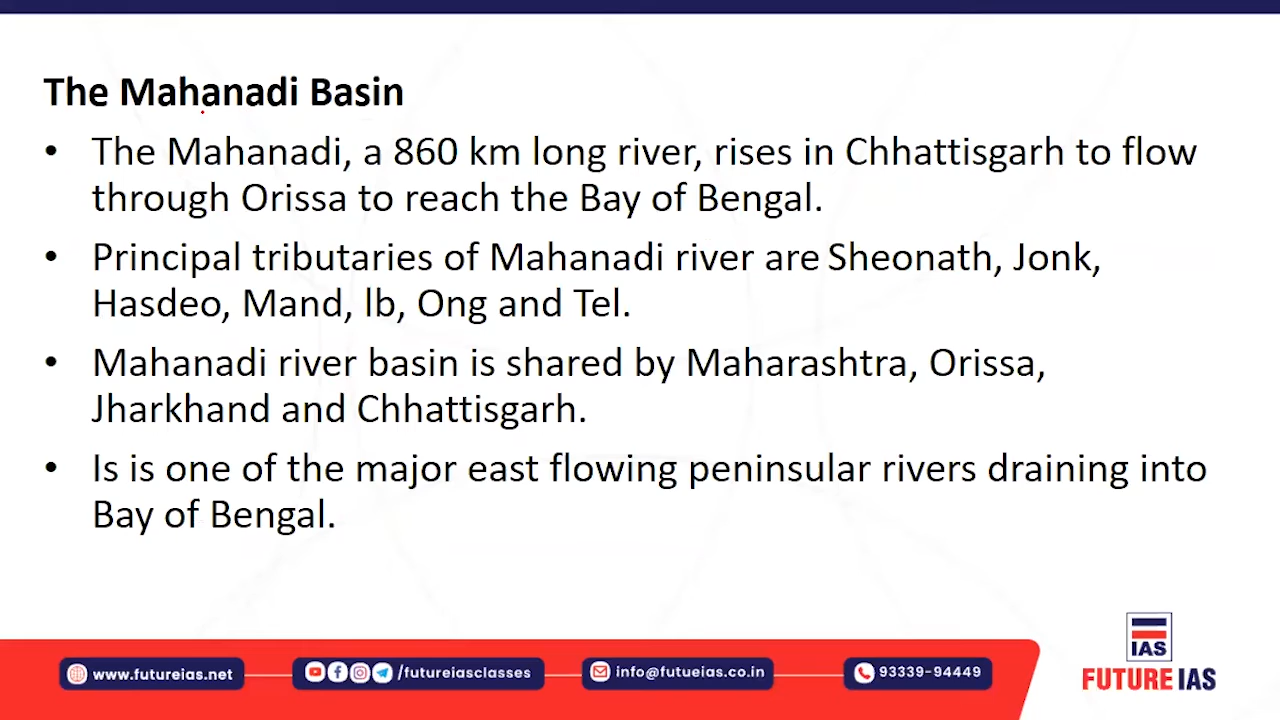 The Mahanadi Basin
• The Mahanadi, a 860 km long river, rises in Chhattisgarh to flow
through Orissa to reach the Bay of Bengal.
• Principal tributaries of Mahanadi river are Sheonath, Jonk,
Hasdeo, Mand, lb, Ong and Tel.
• Mahanadi river basin is shared by Maharashtra, Orissa,
Jharkhand and Chhattisgarh.
• Is is one of the major east flowing peninsular rivers draining into
Bay of Bengal.
IAS
www.futureias.net /futureiasclasses info@futueias.co.in 93339-94449
FUTURE IAS